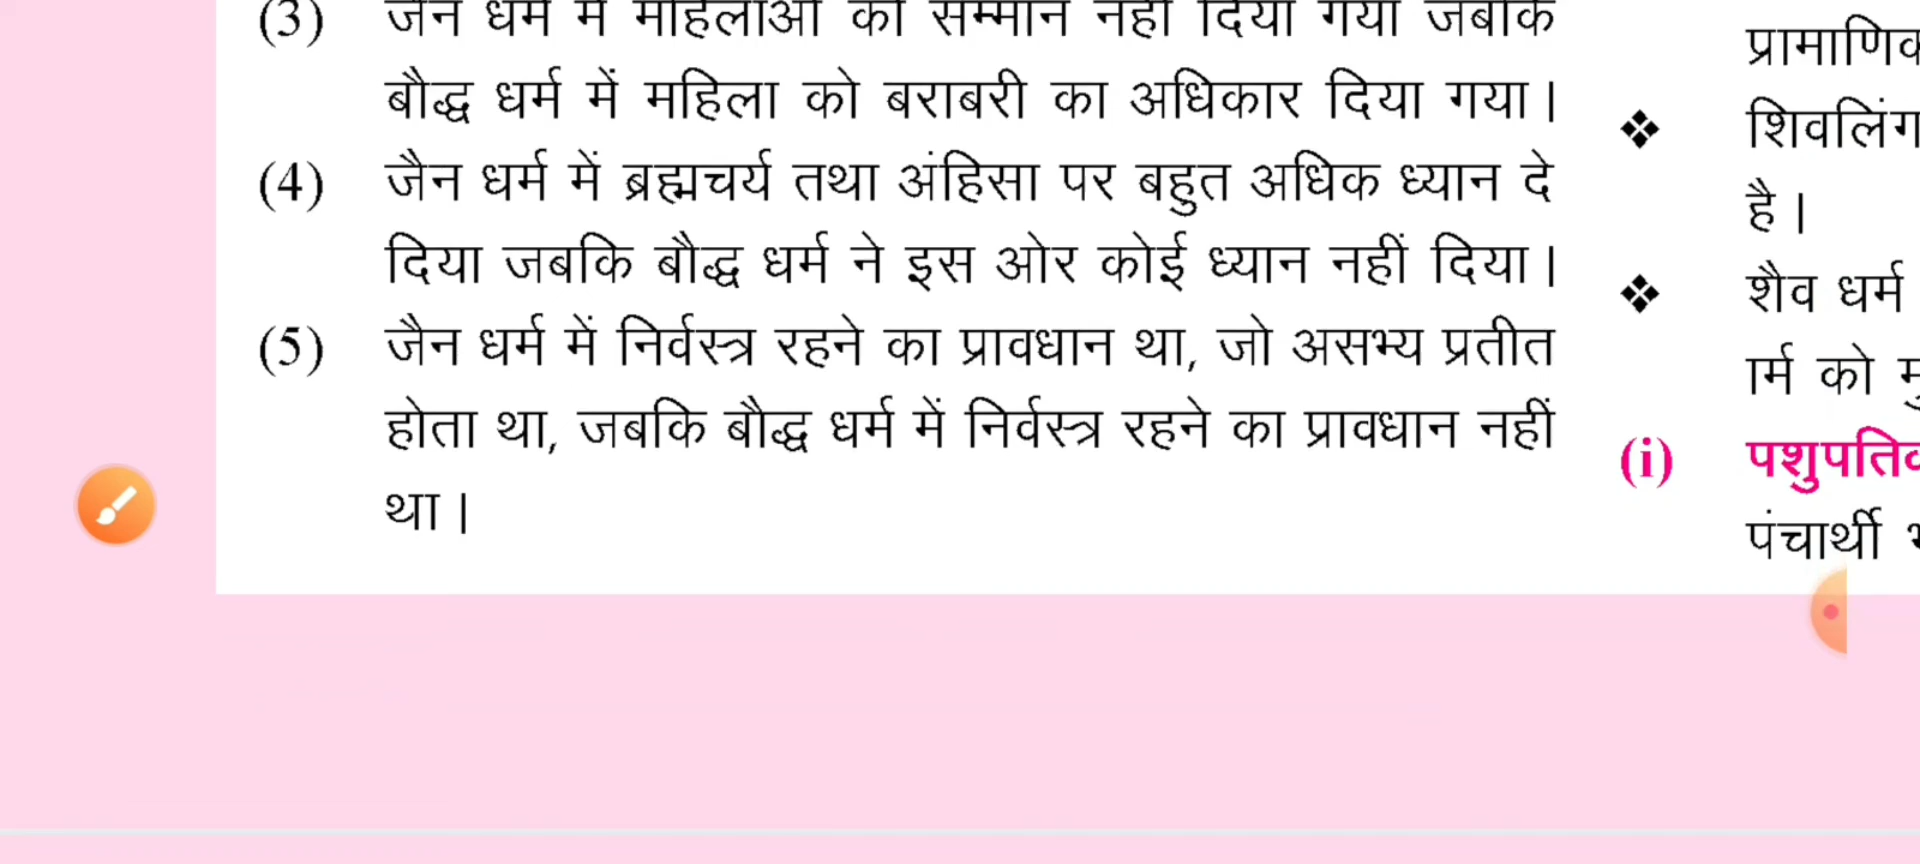 (3) जैन धर्म में महिलाओं को सम्मान नहीं दिया गया जबकि
बौद्ध धर्म में महिला को बराबरी का अधिकार दिया गया।
(4) जैन धर्म में ब्रह्मचर्य तथा अंहिसा पर बहुत अधिक ध्यान दे
दिया जबकि बौद्ध धर्म ने इस ओर कोई ध्यान नहीं दिया।
(5) जैन धर्म में निर्वस्त्र रहने का प्रावधान था, जो असभ्य प्रतीत
होता था, जबकि बौद्ध धर्म में निर्वस्त्र रहने का प्रावधान नहीं
था।
❖ शिवलिंग
है।
❖ शैव धर्म
र्म को
(i)
पंचार्थी